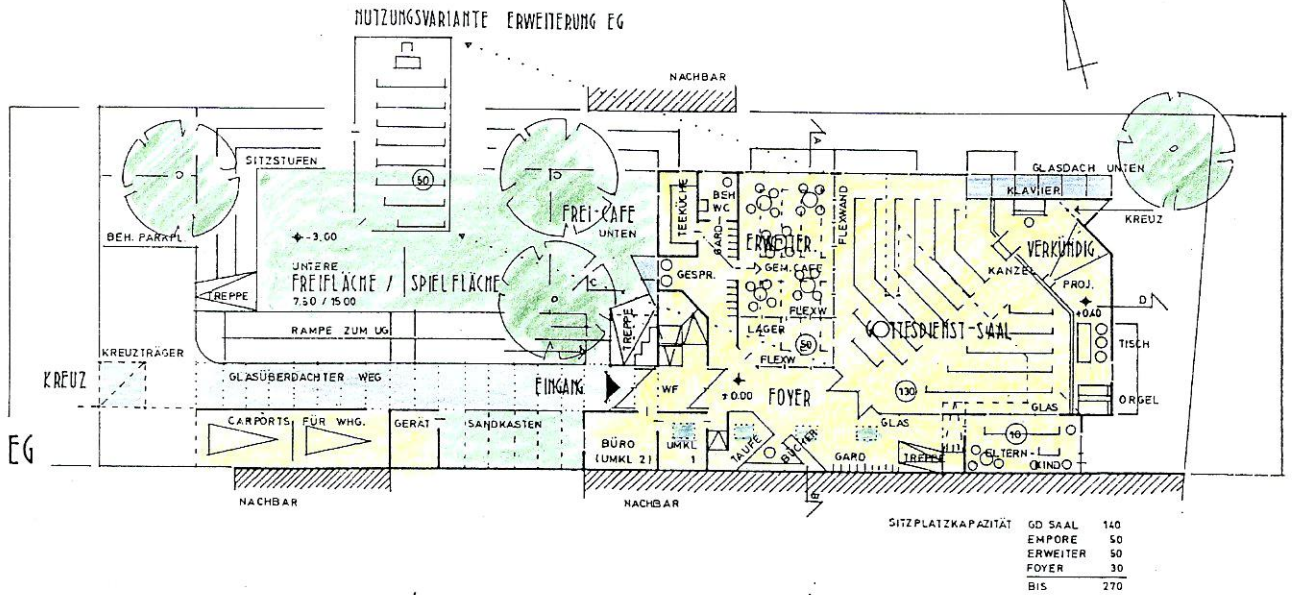 NUTZUNGSVARIANTE ERWEITERUNG EG
NACHBAR
A
SITZSTUFEN
50
GLASDACH UNTEN
KLAVIER
KREUZ
BEH. PARKPL.
-3,00
FREI-CAFE
UNTEN
TEEKÜCHE
BEH
WC
GARD
ERWEITER.
GEM.CAFE
FLEXWAND
VERKÜNDIG
KANZEL
PROJ.
UNTERE
FREIFLÄCHE / SPIELFLÄCHE
7.50 / 15.00
C
GESPR.
D
+0.40
TREPPE
TREPPE
LAGER
FLEXW
GOTTESDIENST-SAAL
TISCH
RAMPE ZUM UG
50
FLEXW
KREUZTRÄGER
KREUZ
GLASÜBERDACHTER WEG
EINGANG
WF
±0.00
FOYER
130
ORGEL
GLAS
EG
CARPORTS FÜR WHG.
GERÄT
SANDKASTEN
BÜRO
(UMKL 2)
UMKL
1
TAUFE
BÜCHER
GLAS
GARD
TREPPE
10
ELTERN-
KIND
B
NACHBAR
NACHBAR
SITZPLATZKAPAZITÄT GD SAAL 140
EMPORE 50
ERWEITER 50
FOYER 30
BIS 270